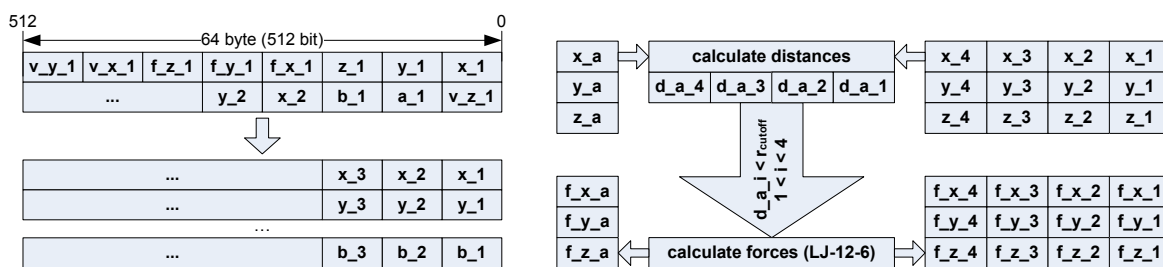 512 0
64 byte (512 bit)
v_y_1 v_x_1 f_z_1 f_y_1 f_x_1 z_1 y_1 x_1
... y_2 x_2 b_1 a_1 v_z_1
... x_3 x_2 x_1
... y_3 y_2 y_1
...
... b_3 b_2 b_1
x_a calculate distances x_4 x_3 x_2 x_1
y_a d_a_4 d_a_3 d_a_2 d_a_1 y_4 y_3 y_2 y_1
z_a z_4 z_3 z_2 z_1
d_a_i < rcutoff
1 < i < 4
f_x_a f_x_4 f_x_3 f_x_2 f_x_1
f_y_a f_y_4 f_y_3 f_y_2 f_y_1
f_z_a calculate forces (LJ-12-6) f_z_4 f_z_3 f_z_2 f_z_1